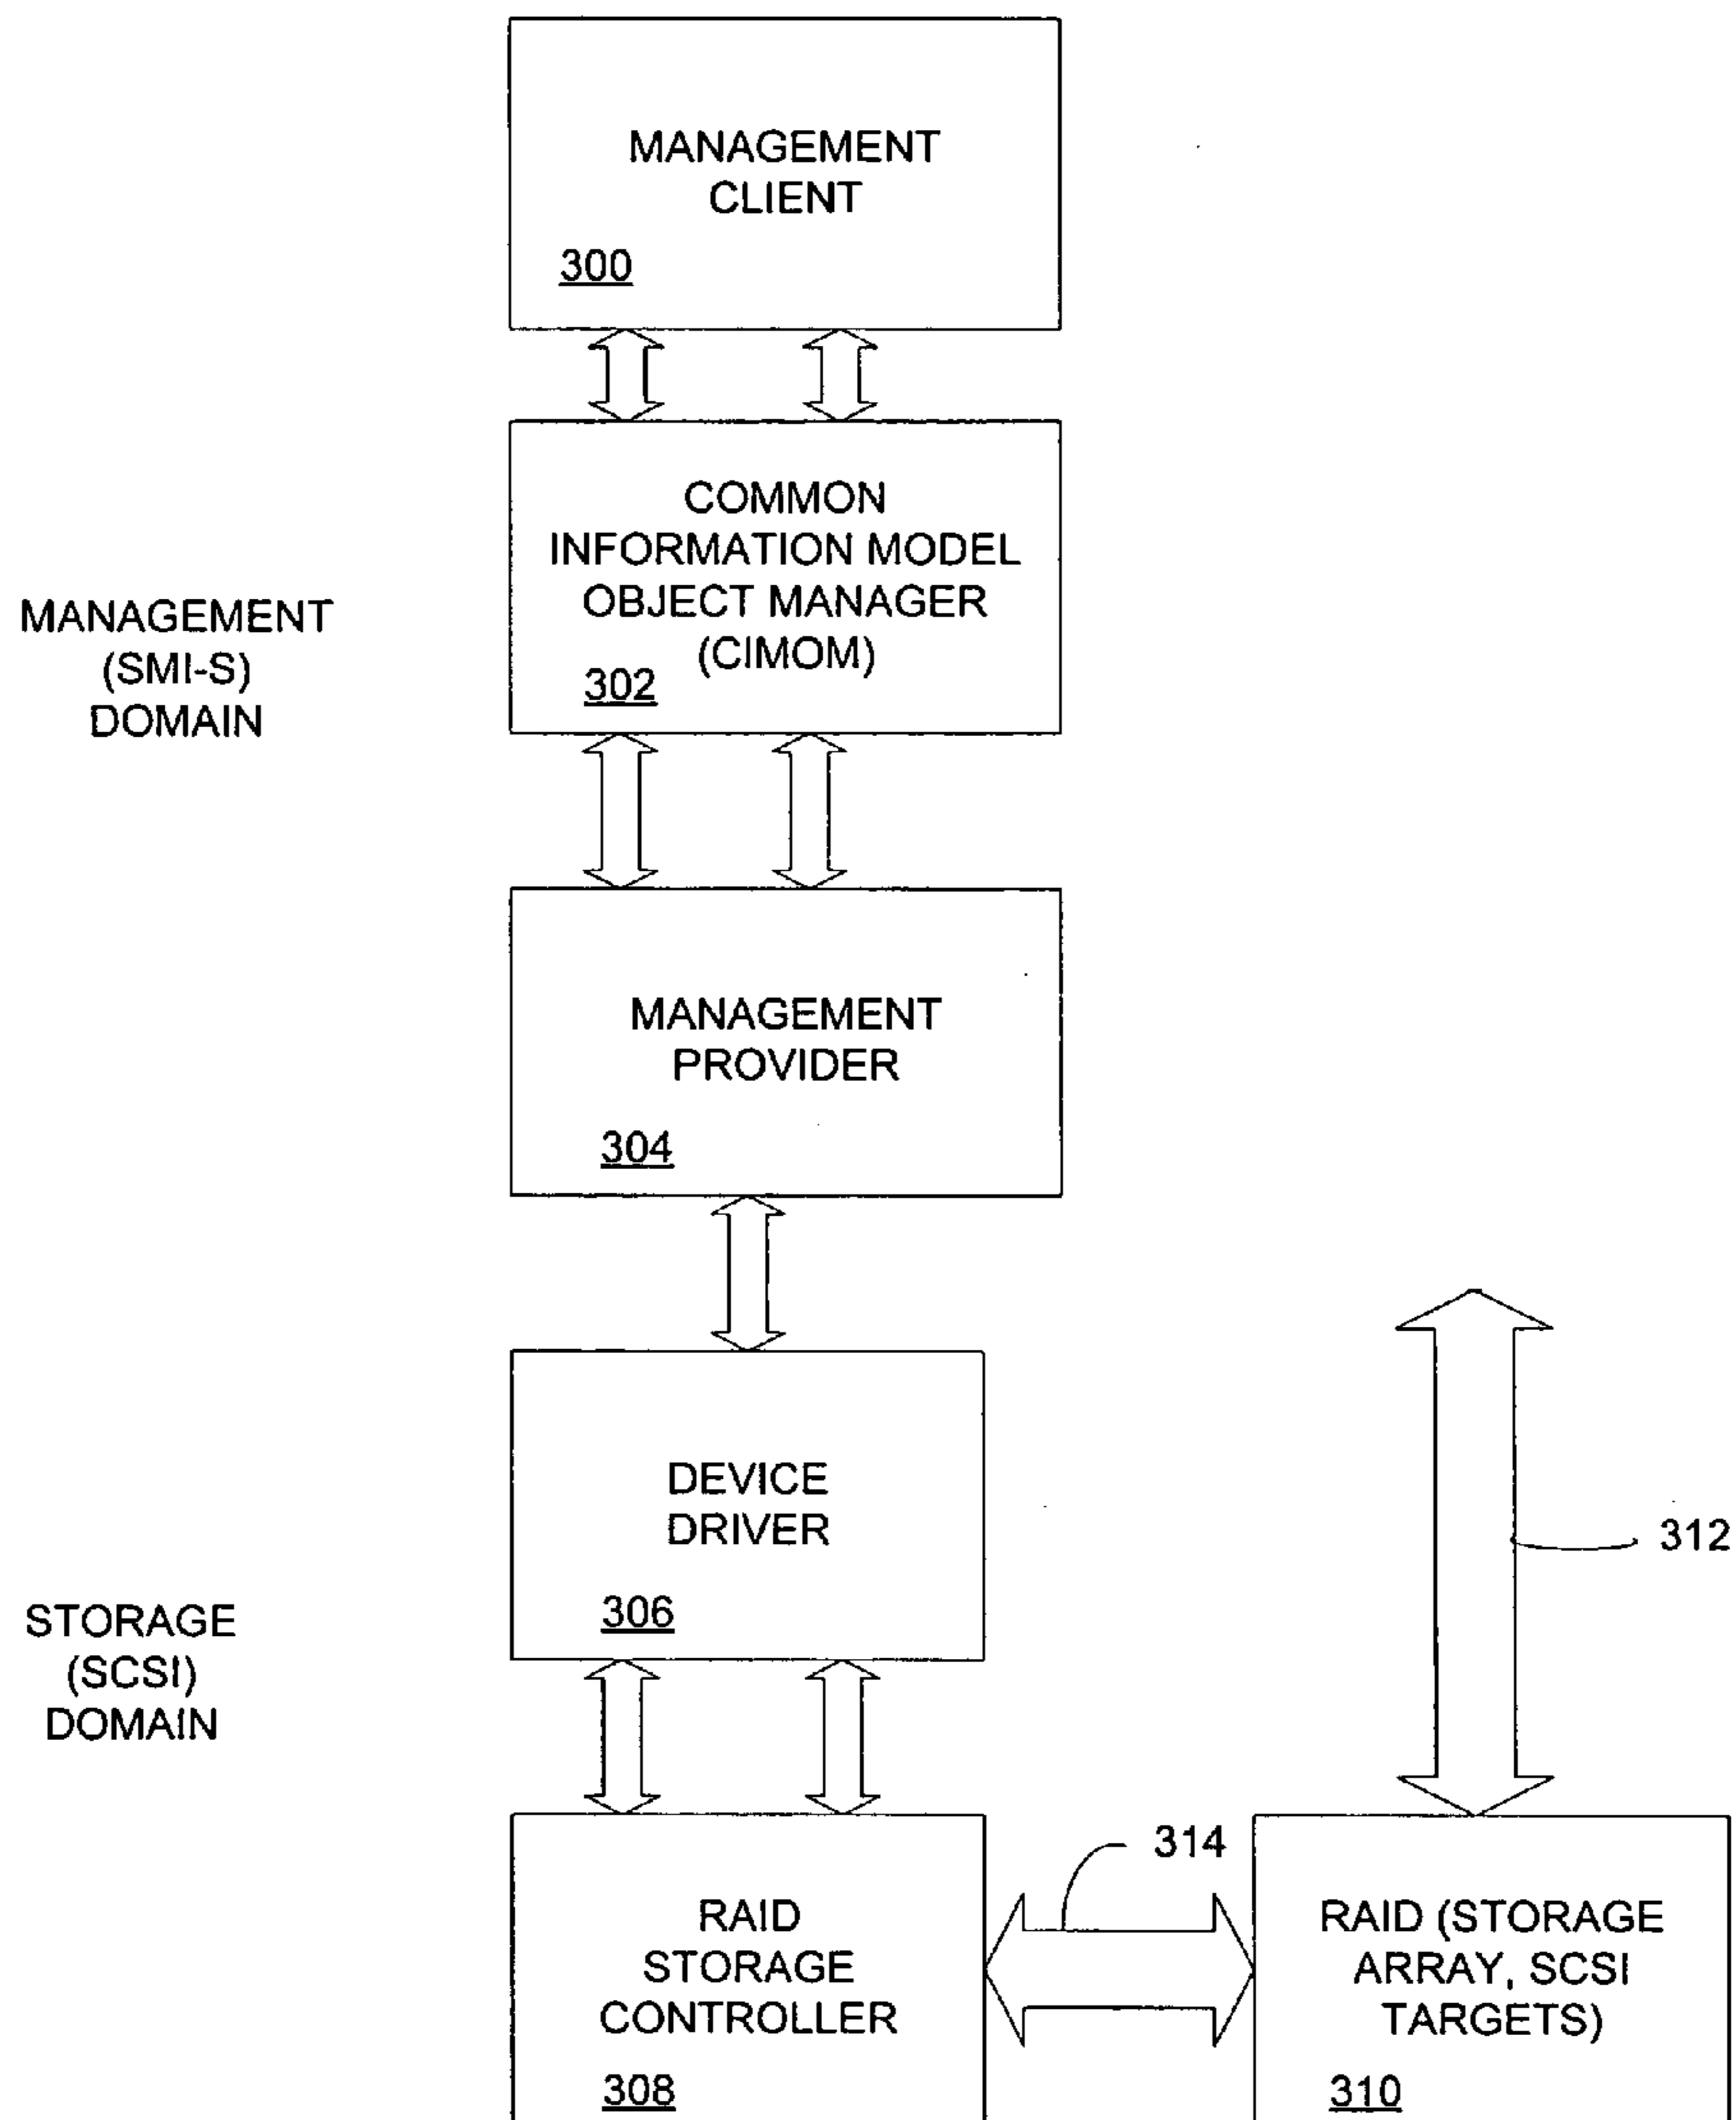 MANAGEMENT
CLIENT
300
COMMON
INFORMATION MODEL
OBJECT MANAGER
(CIMOM)
302
MANAGEMENT
(SMI-S)
DOMAIN
MANAGEMENT
PROVIDER
304
DEVICE
DRIVER
306
312
STORAGE
(SCSI)
DOMAIN
314
RAID
STORAGE
CONTROLLER
308
RAID (STORAGE
ARRAY, SCSI
TARGETS)
310